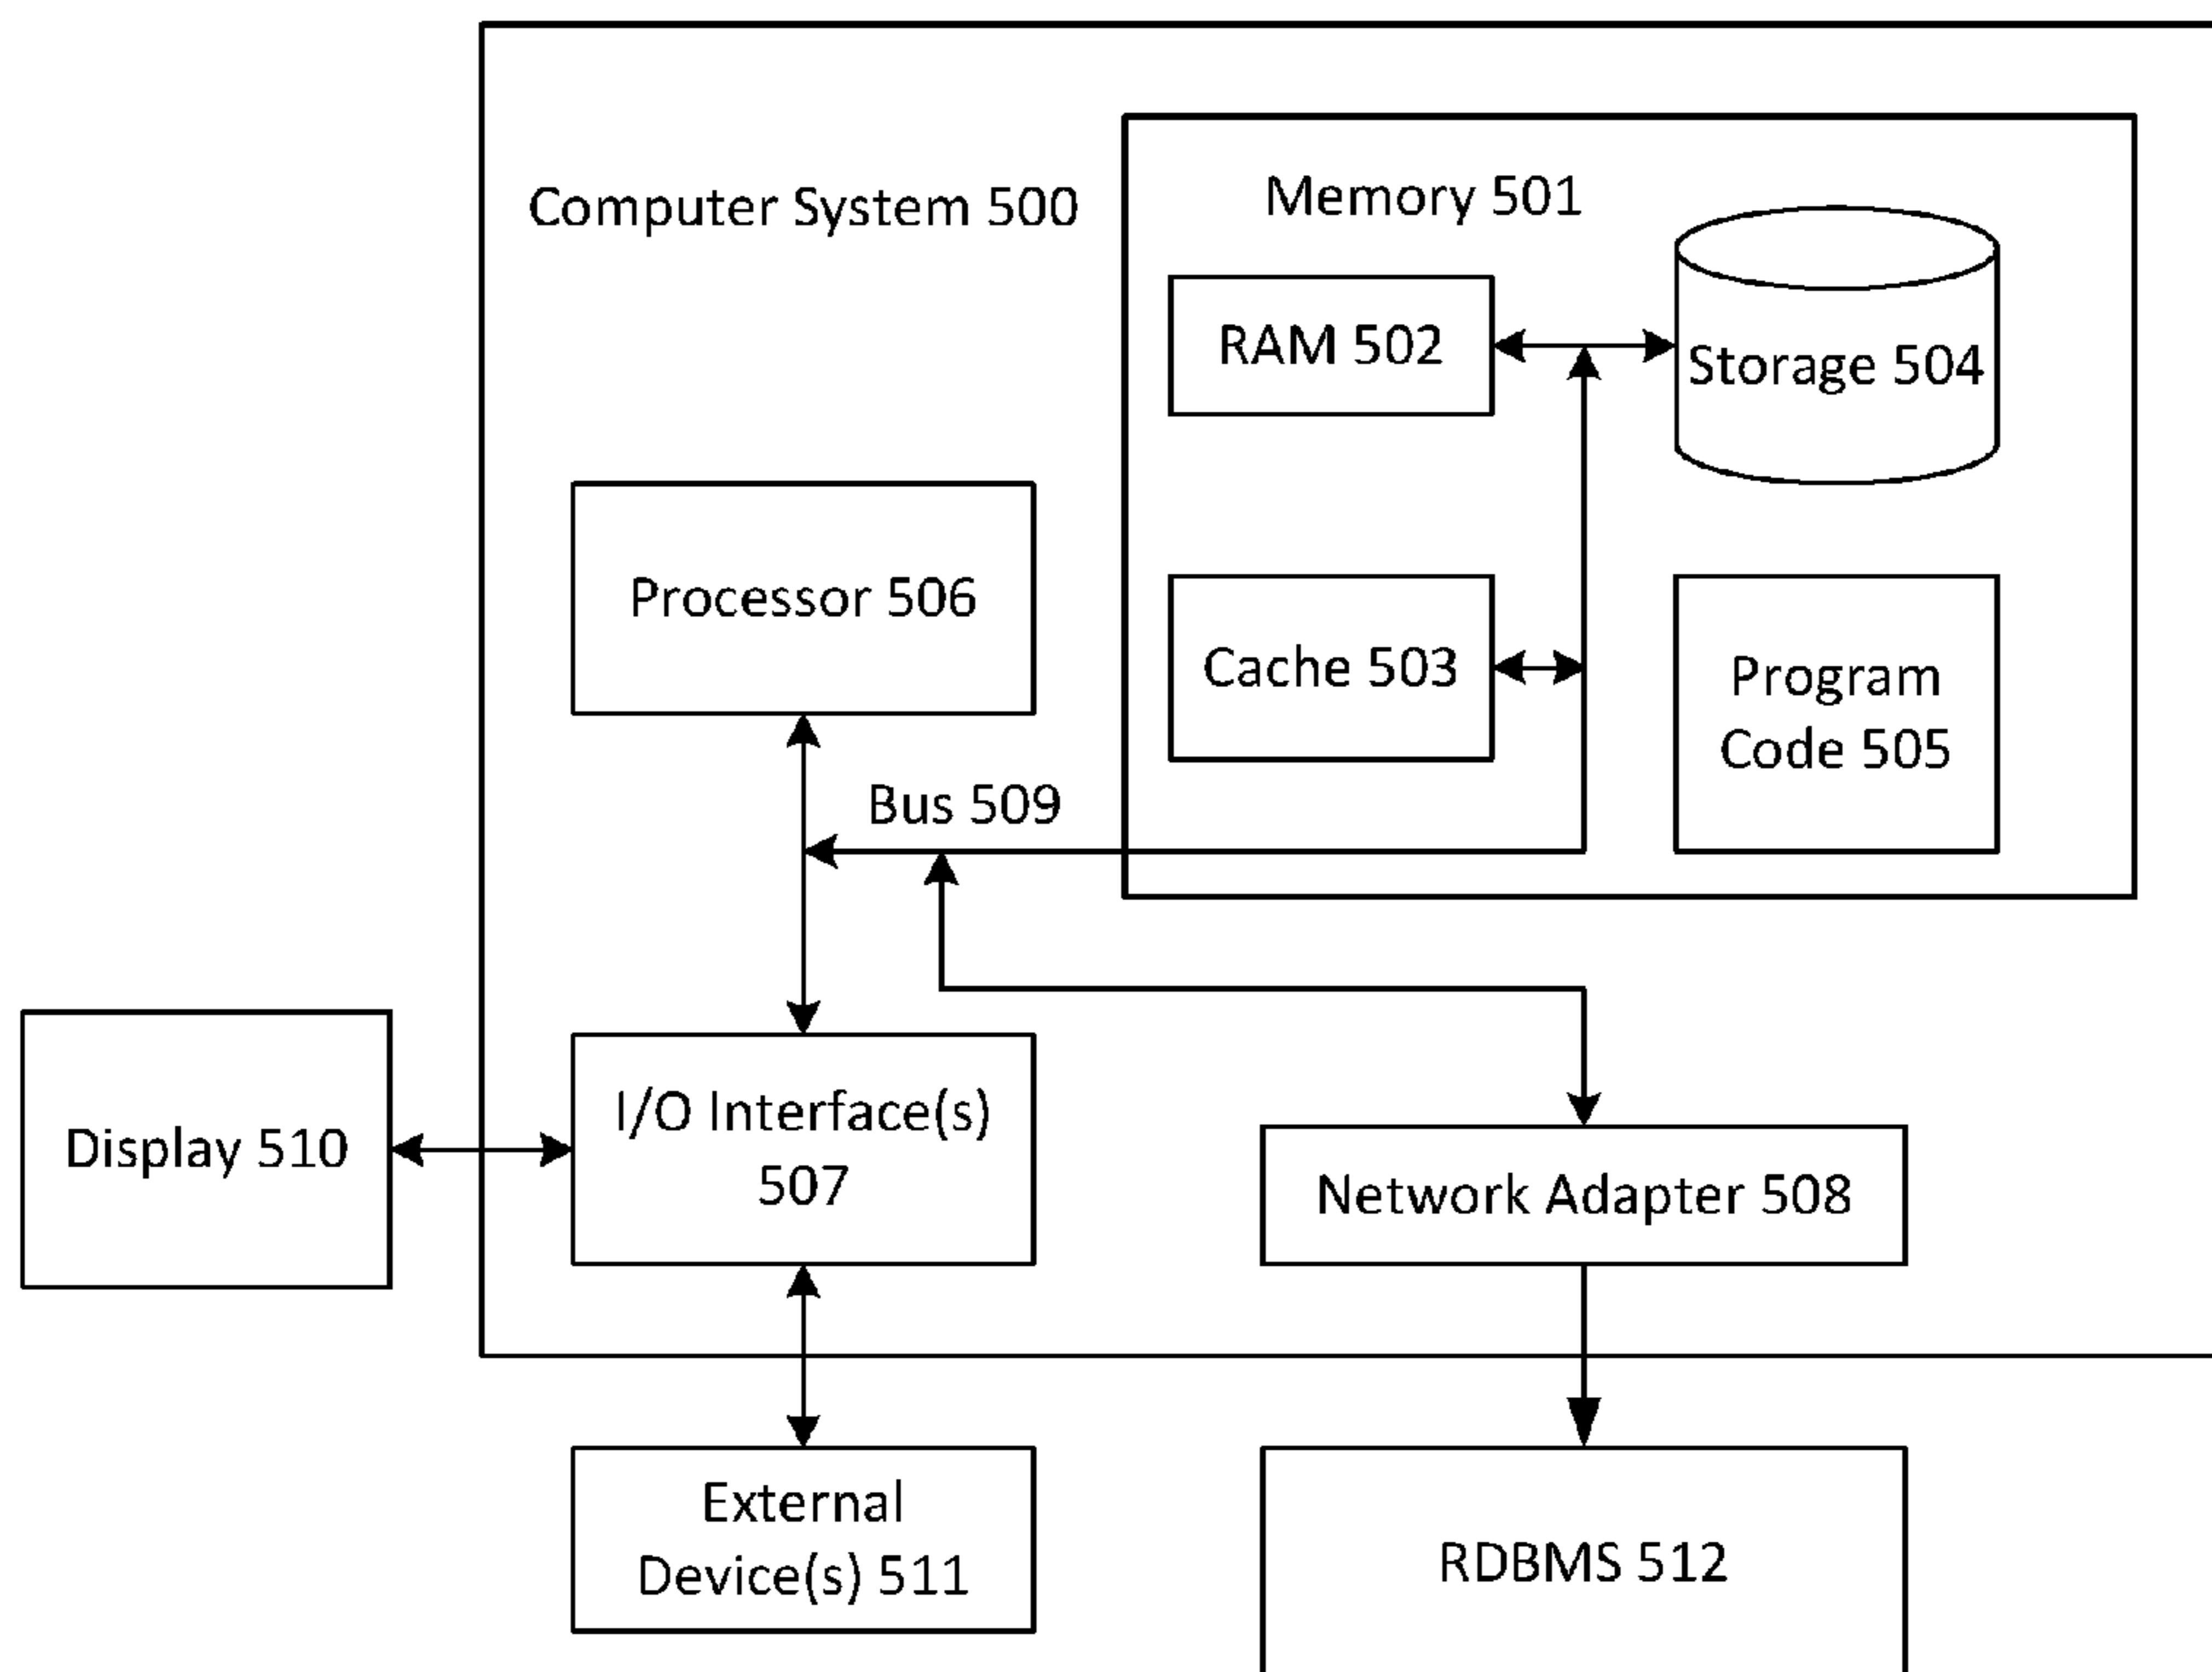 Computer System 500
Memory 501
RAM 502
Storage 504
Processor 506
Cache 503
Program
Code 505
Bus 509
Display 510
I/O Interface(s)
507
Network Adapter 508
External
Device(s) 511
RDBMS 512